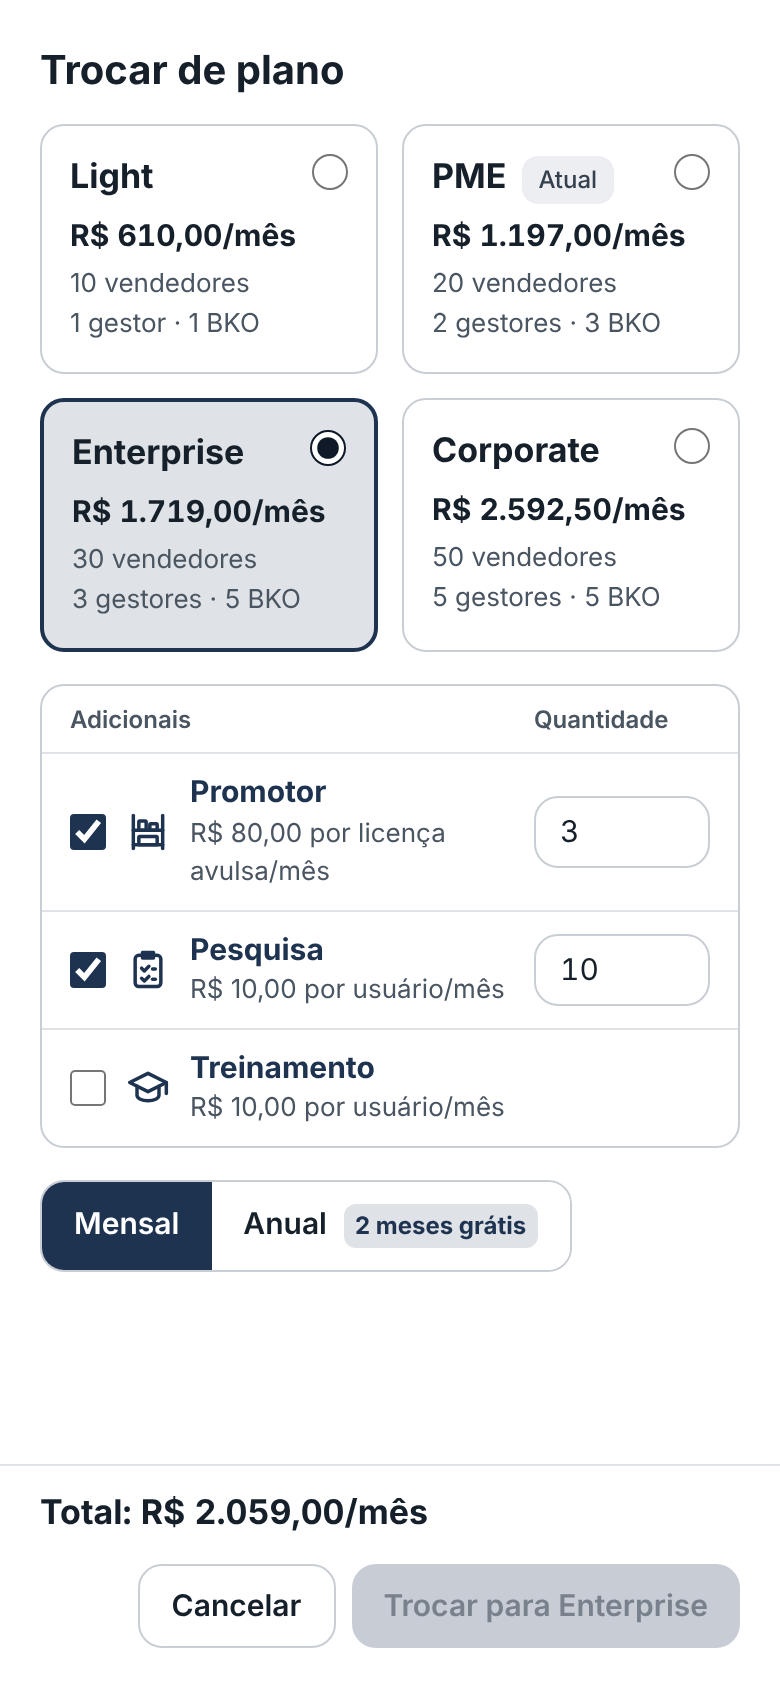 Trocar de plano
Light
R$ 610,00/mês
10 vendedores
1 gestor · 1 BKO
PME Atual
R$ 1.197,00/mês
20 vendedores
2 gestores · 3 BKO
Enterprise
R$ 1.719,00/mês
30 vendedores
3 gestores · 5 BKO
Corporate
R$ 2.592,50/mês
50 vendedores
5 gestores · 5 BKO
Adicionais Quantidade
Promotor
R$ 80,00 por licença
avulsa/mês
3
Pesquisa
R$ 10,00 por usuário/mês
10
Treinamento
R$ 10,00 por usuário/mês
Mensal Anual 2 meses grátis
Total: R$ 2.059,00/mês
Cancelar Trocar para Enterprise